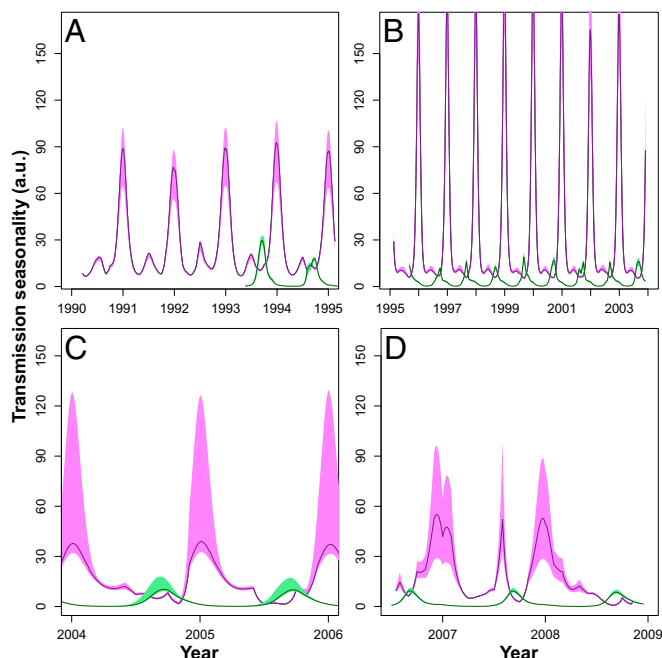 A
B
Transmission seasonality (a.u.)
0 30 60 90 120 150
1990 1991 1992 1993 1994 1995
0 30 60 90 120 150
1995 1997 1999 2001 2003
C
D
0 30 60 90 120 150
2004 2005 2006
Year
0 30 60 90 120 150
2007 2008 2009
Year